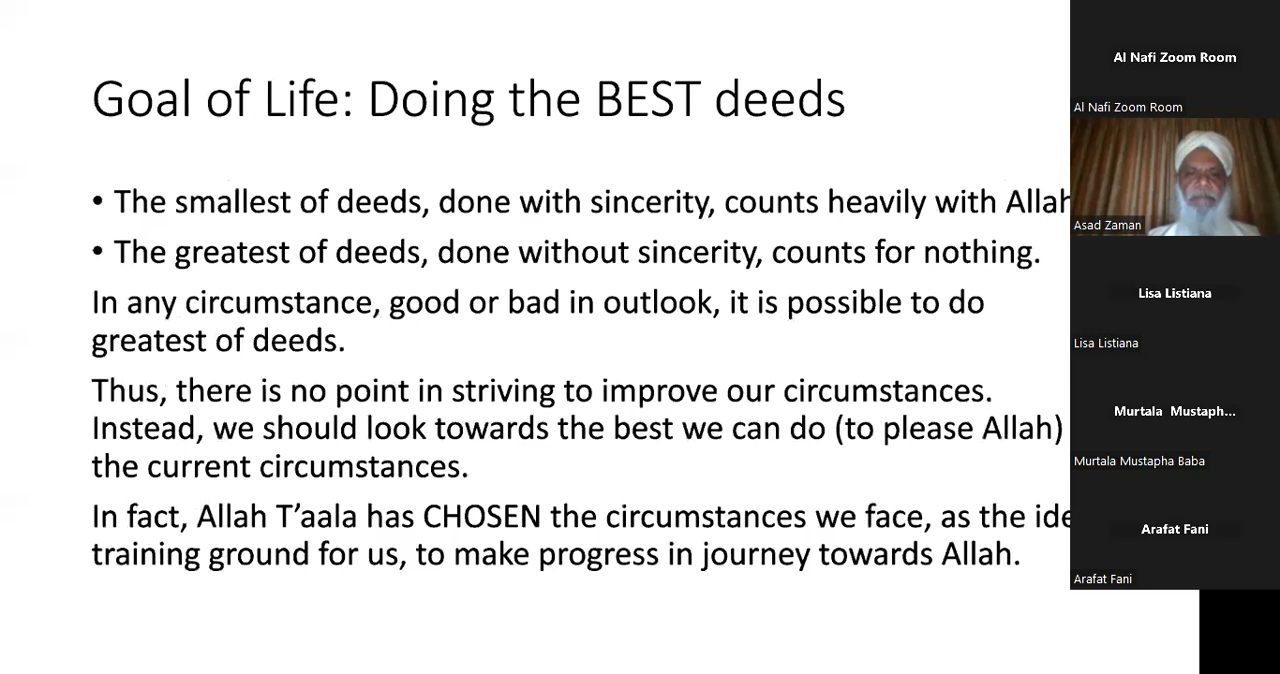 Goal of Life: Doing the BEST deeds
• The smallest of deeds, done with sincerity, counts heavily with Allah
• The greatest of deeds, done without sincerity, counts for nothing.
In any circumstance, good or bad in outlook, it is possible to do
greatest of deeds.
Thus, there is no point in striving to improve our circumstances.
Instead, we should look towards the best we can do (to please Allah)
the current circumstances.
In fact, Allah T’aala has CHOSEN the circumstances we face, as the
training ground for us, to make progress in journey towards Allah.
Al Nafi Zoom Room
Al Nafi Zoom Room
Asad Zaman
Lisa Listiana
Lisa Listiana
Murtala Mustaph...
Murtala Mustapha Baba
Arafat Fani
Arafat Fani